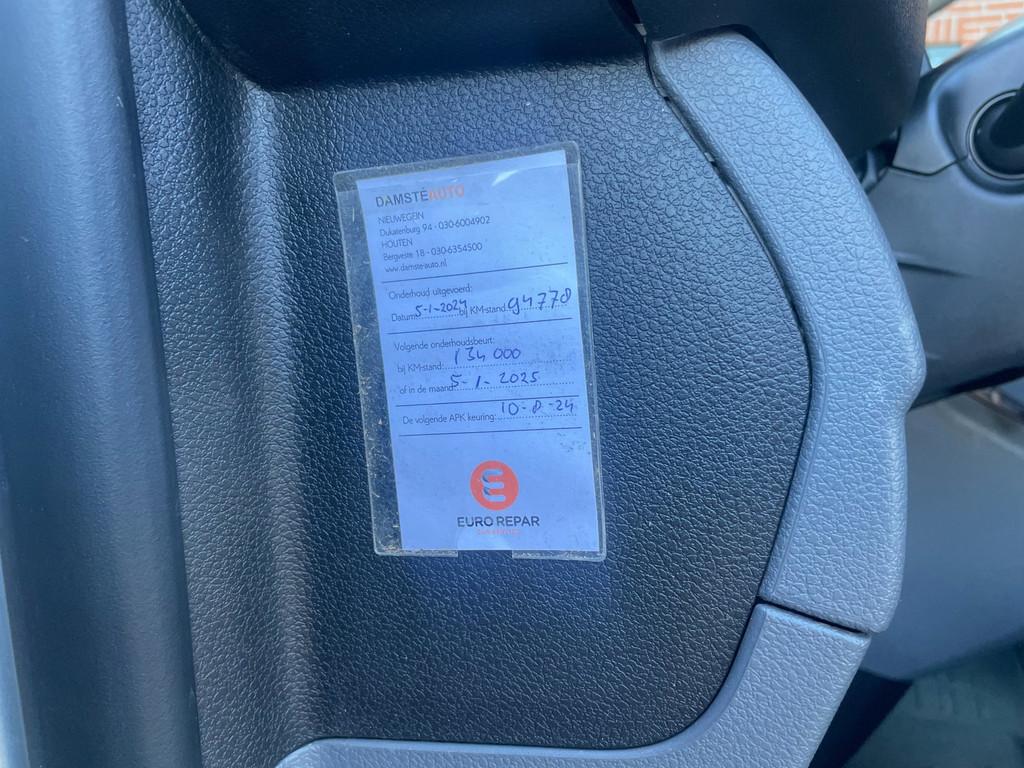 DAMSTÉAUTO
NIEUWEGEIN
Dukatenburg 94 - 030-6004902
HOUTEN
Bergveste 18 - 030-6354500
www.damste-auto.nl
Onderhoud uitgevoerd:
Datum: 5-1-2024 bij KM-stand: 94778
Volgende onderhoudsbeurt:
bij KM-stand: 134 000
of in de maand: 5-1-2025
De volgende APK keuring: 10-8-24
EURO REPAR